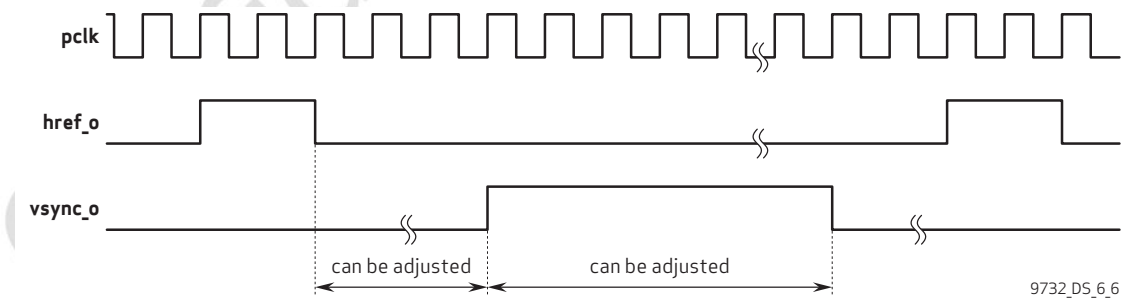 pclk
href_o
vsync_o
can be adjusted
can be adjusted
9732_DS_6_6